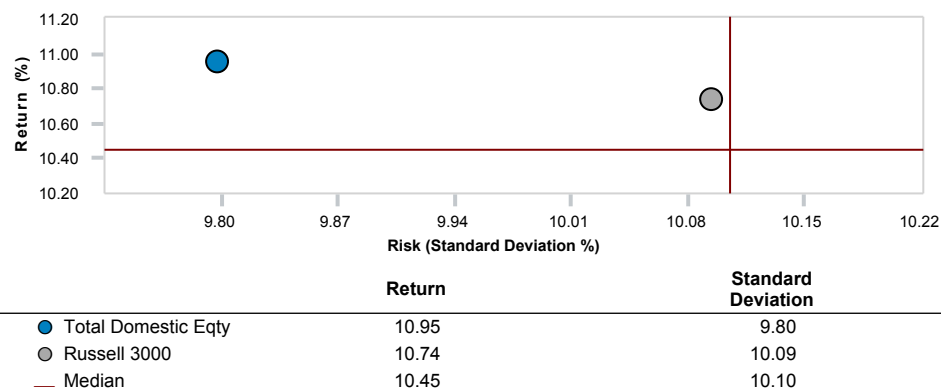 11.20
11.00
10.80
10.60
10.40
10.20
Return (%)
9.80 9.87 9.94 10.01 10.08 10.15 10.22
Risk (Standard Deviation %)
Return Standard Deviation
Total Domestic Eqty 10.95 9.80
Russell 3000 10.74 10.09
Median 10.45 10.10